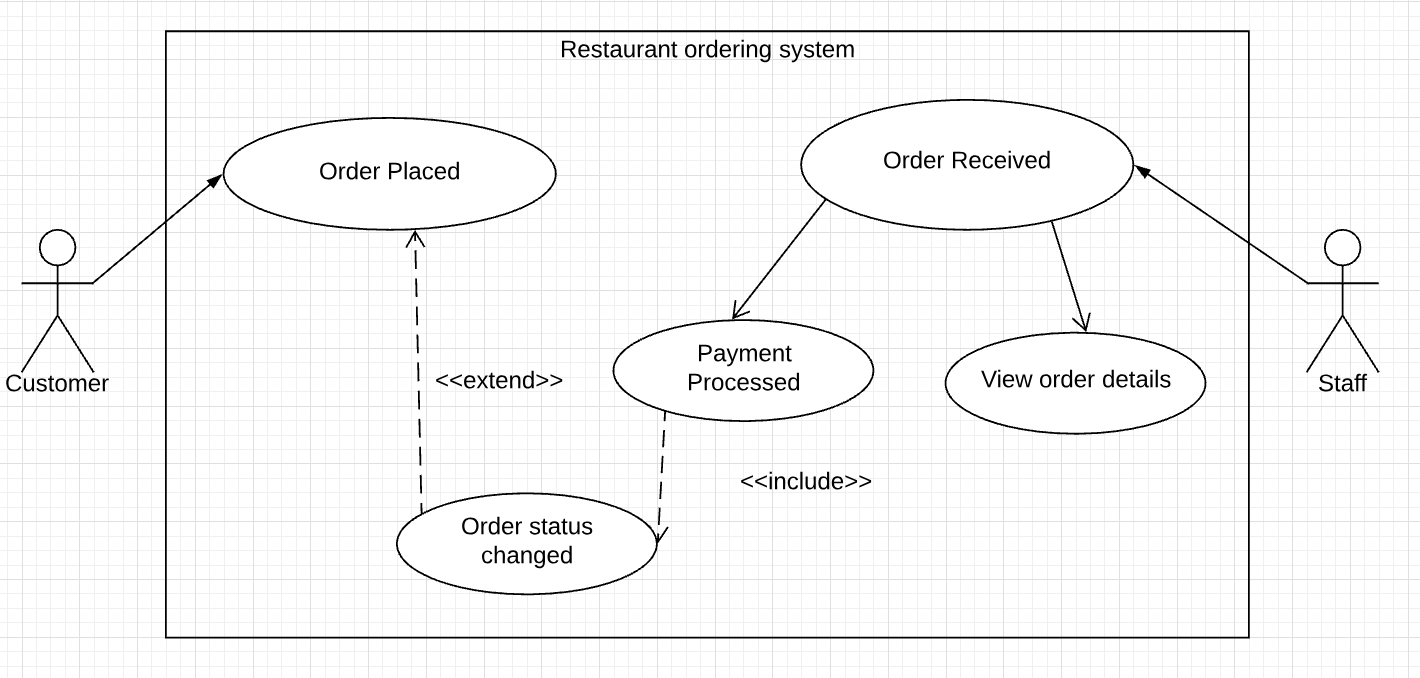 Restaurant ordering system
Order Placed
Order Received
Payment
Processed
View order details
<<extend>>
Customer
Staff
<<include>>
Order status
changed